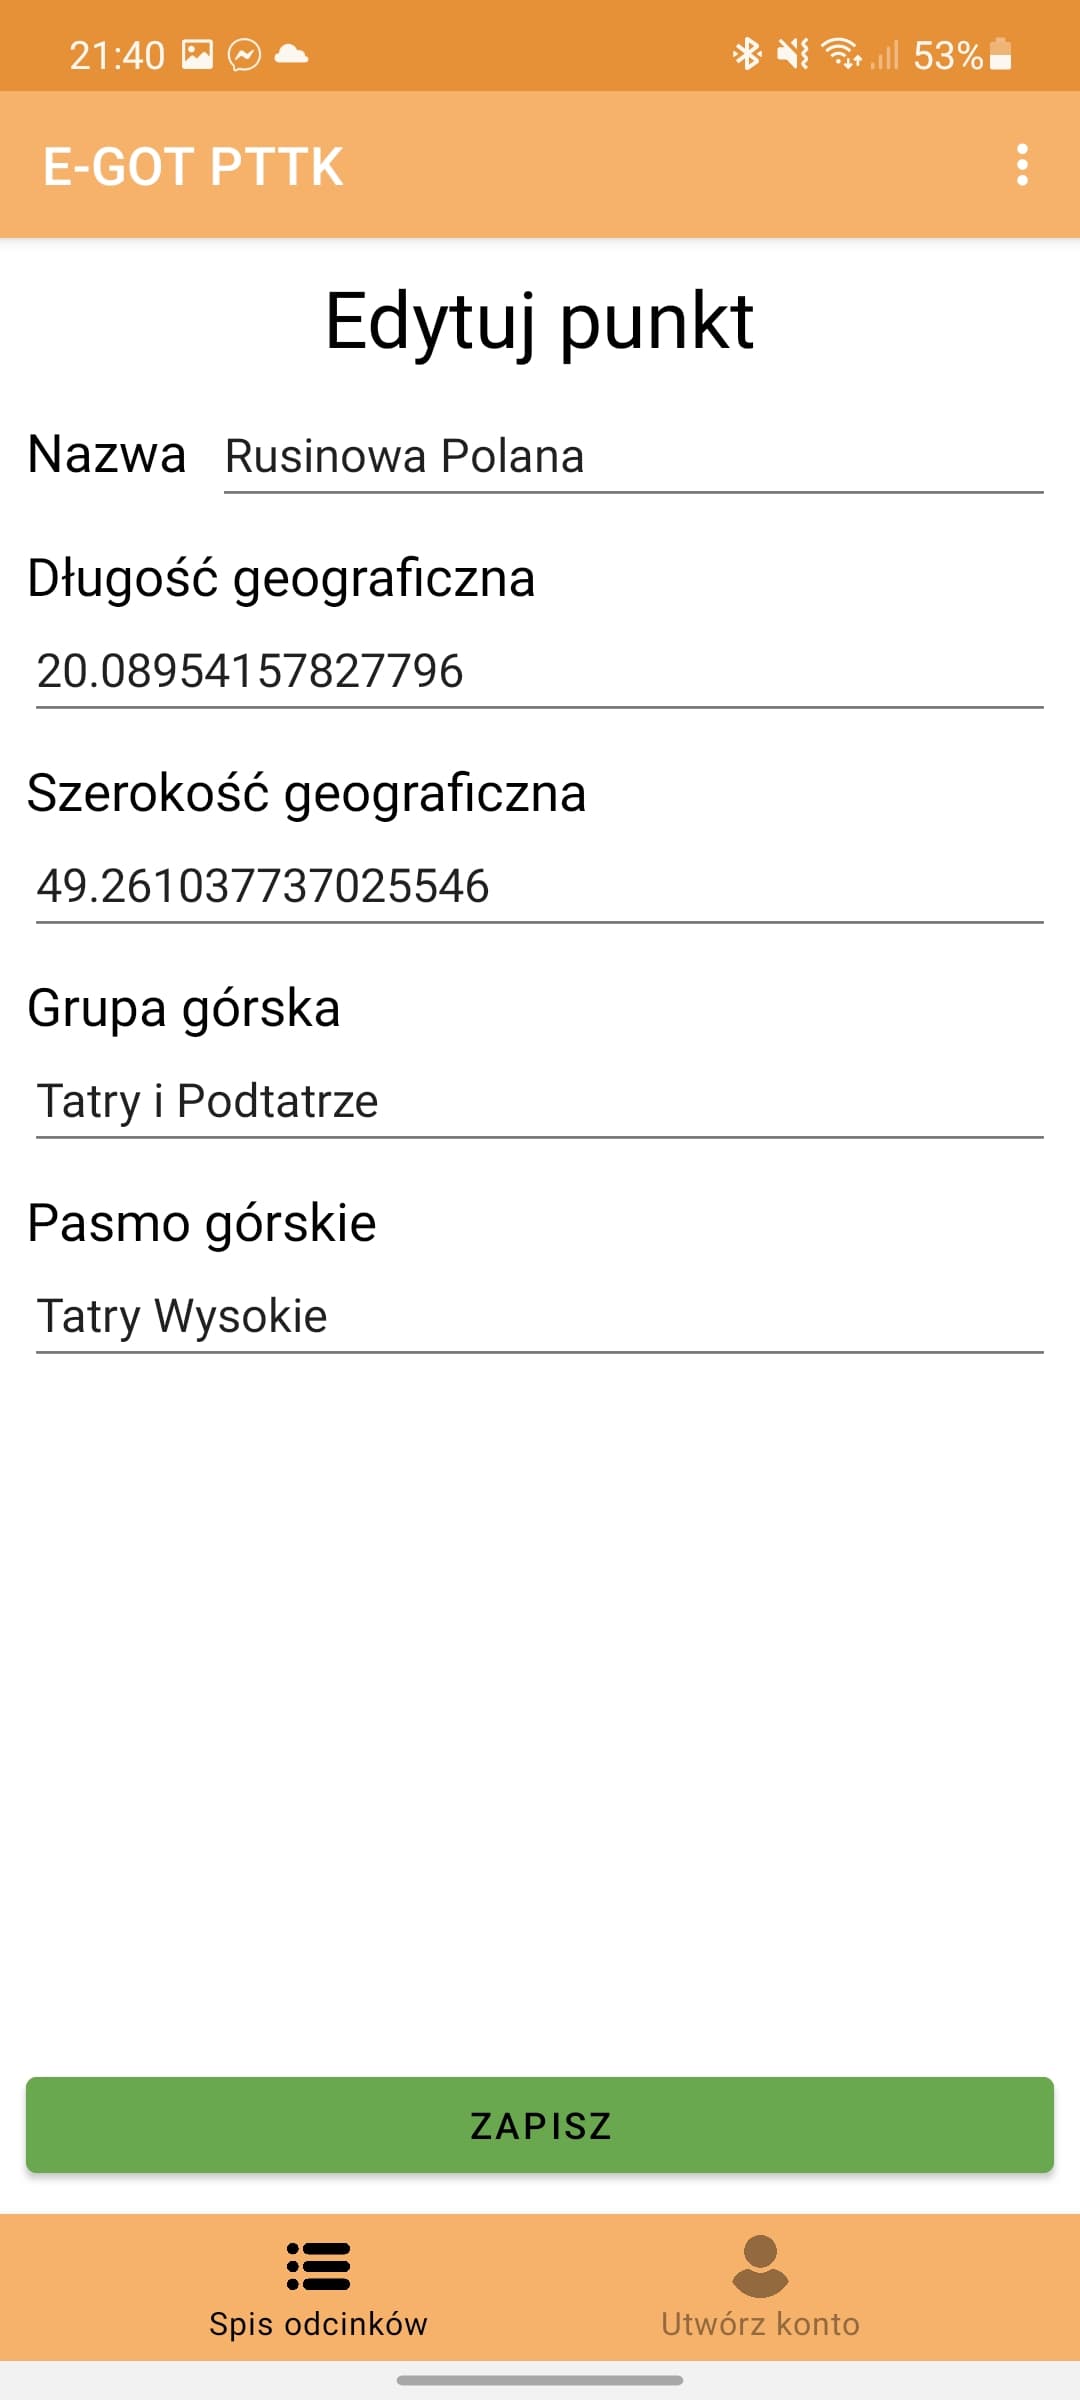 21:40 53%
E-GOT PTTK
Edytuj punkt
Nazwa Rusinowa Polana
Długość geograficzna
20.08954157827796
Szerokość geograficzna
49.261037737025546
Grupa górska
Tatry i Podtatrze
Pasmo górskie
Tatry Wysokie
ZAPISZ
Spis odcinków Utwórz konto